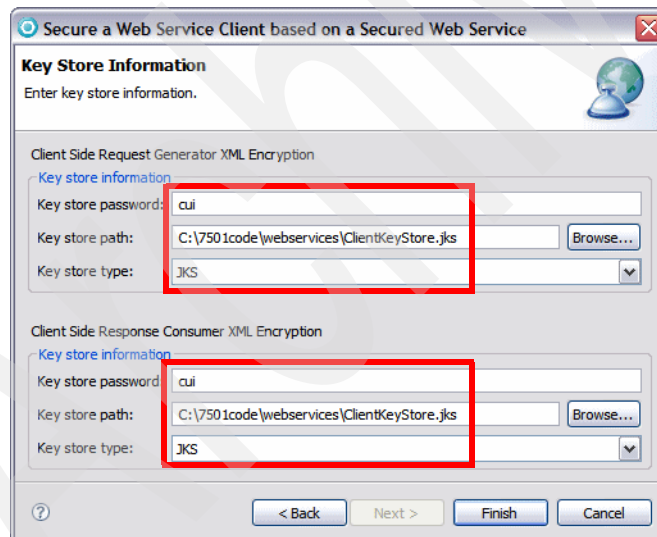 Secure a Web Service Client based on a Secured Web Service
Key Store Information
Enter key store information.
Client Side Request Generator XML Encryption
Key store information
Key store password: cui
Key store path: C:\7501code\webservices\ClientKeyStore.jks Browse...
Key store type: JKS
Client Side Response Consumer XML Encryption
Key store information
Key store password: cui
Key store path: C:\7501code\webservices\ClientKeyStore.jks Browse...
Key store type: JKS
? < Back Next > Finish Cancel